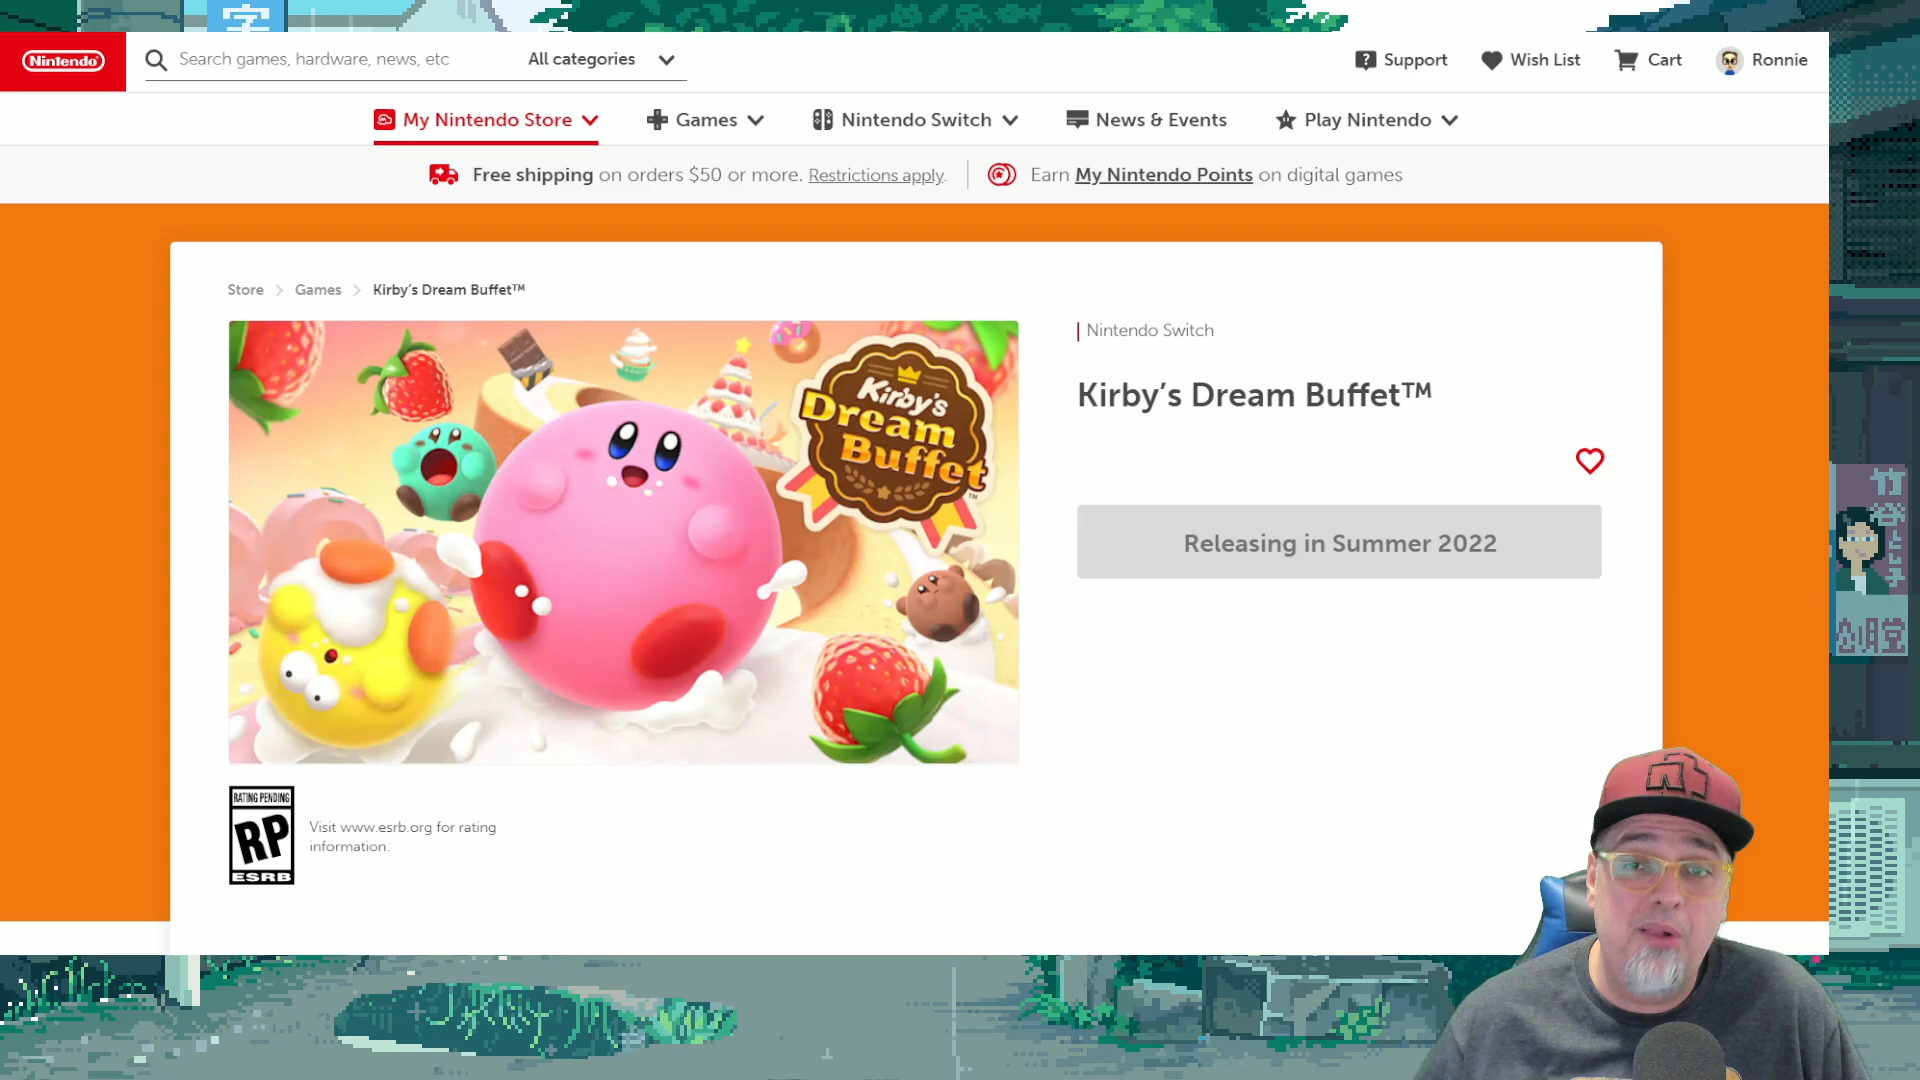 字
Nintendo
Search games, hardware, news, etc
All categories
Support
Wish List
Cart
Ronnie
My Nintendo Store
Games
Nintendo Switch
News & Events
Play Nintendo
Free shipping on orders $50 or more. Restrictions apply.
Earn My Nintendo Points on digital games
Store > Games > Kirby's Dream Buffet™
Kirby's
Dream
Buffet™
Nintendo Switch
Kirby's Dream Buffet™
Releasing in Summer 2022
RATING PENDING
RP
ESRB
Visit www.esrb.org for rating
information.